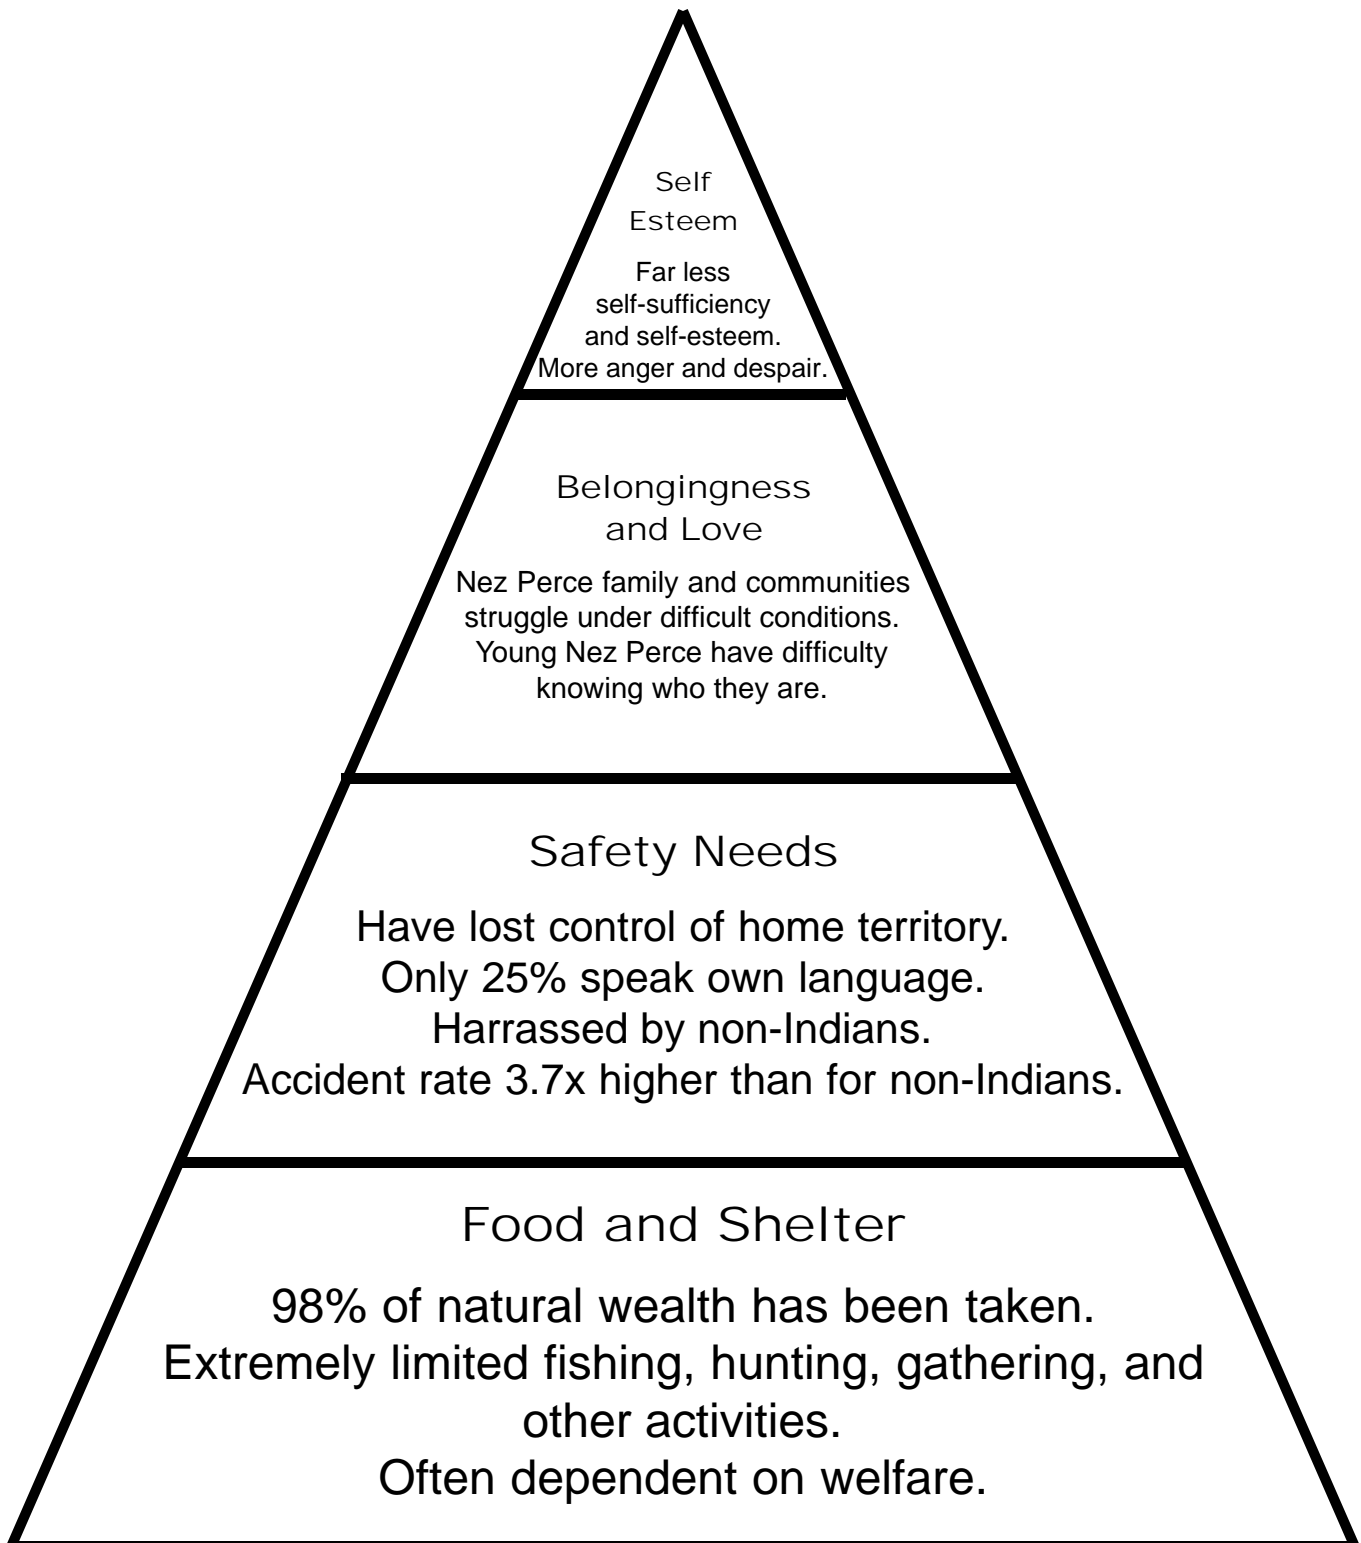 Self
Esteem
Far less
self-sufficiency
and self-esteem.
More anger and despair.
Belongingness
and Love
Nez Perce family and communities
struggle under difficult conditions.
Young Nez Perce have difficulty
knowing who they are.
Safety Needs
Have lost control of home territory.
Only 25% speak own language.
Harrassed by non-Indians.
Accident rate 3.7x higher than for non-Indians.
Food and Shelter
98% of natural wealth has been taken.
Extremely limited fishing, hunting, gathering, and
other activities.
Often dependent on welfare.